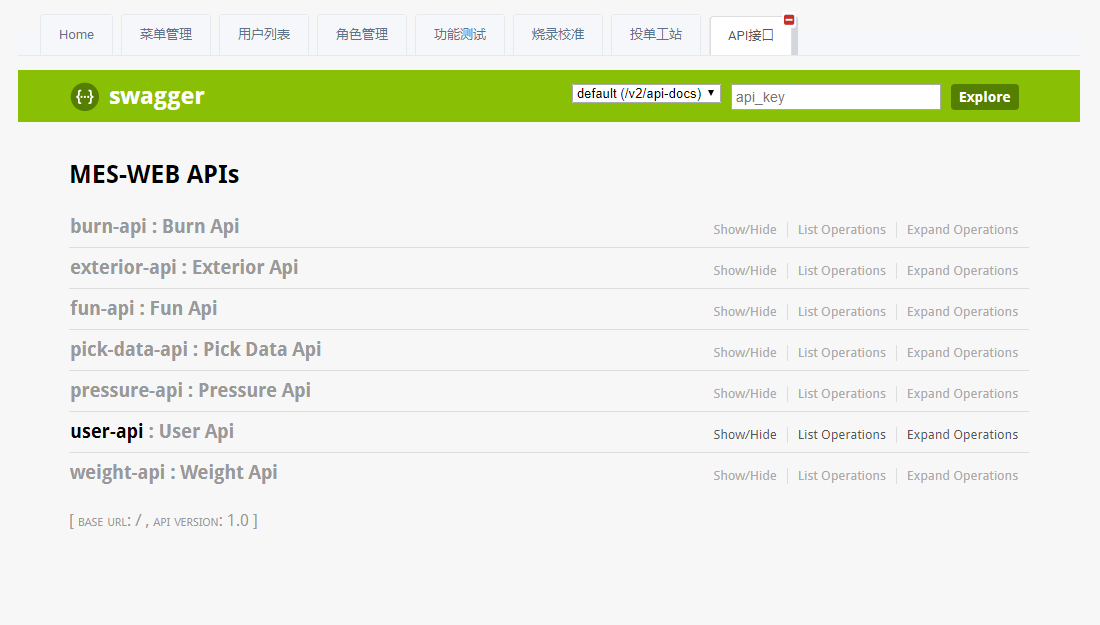 Home 菜单管理 用户列表 角色管理 功能测试 烧录校准 投单工站 API接口
{···} swagger default (/v2/api-docs) ▼ api_key Explore
MES-WEB APIs
burn-api : Burn Api Show/Hide List Operations Expand Operations
exterior-api : Exterior Api Show/Hide List Operations Expand Operations
fun-api : Fun Api Show/Hide List Operations Expand Operations
pick-data-api : Pick Data Api Show/Hide List Operations Expand Operations
pressure-api : Pressure Api Show/Hide List Operations Expand Operations
user-api : User Api Show/Hide List Operations Expand Operations
weight-api : Weight Api Show/Hide List Operations Expand Operations
[ BASE URL: / , API VERSION: 1.0 ]